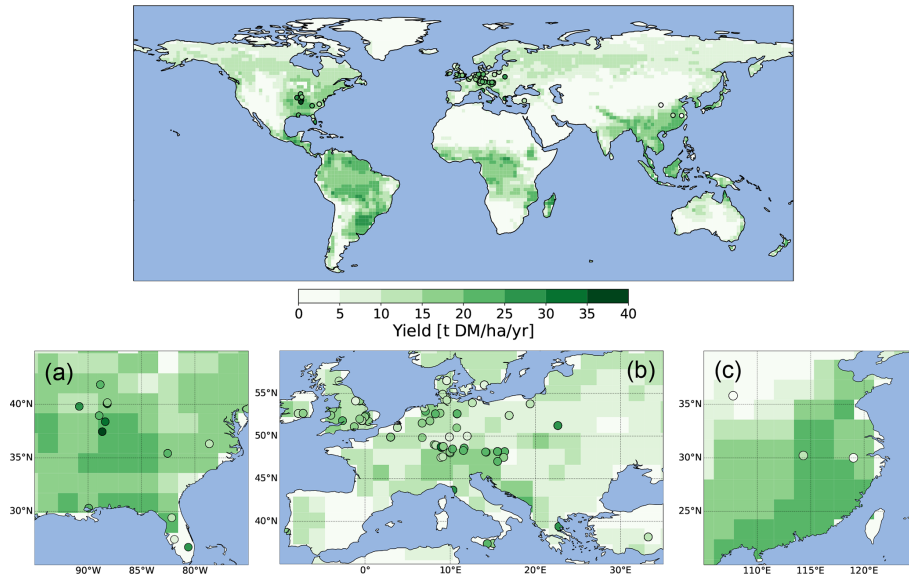 0 5 10 15 20 25 30 35 40
Yield [t DM/ha/yr]
(a)
40°N
35°N
30°N
90°W 85°W 80°W
(b)
55°N
50°N
45°N
40°N
0° 10°E 20°E 30°E
(c)
35°N
30°N
25°N
110°E 115°E 120°E